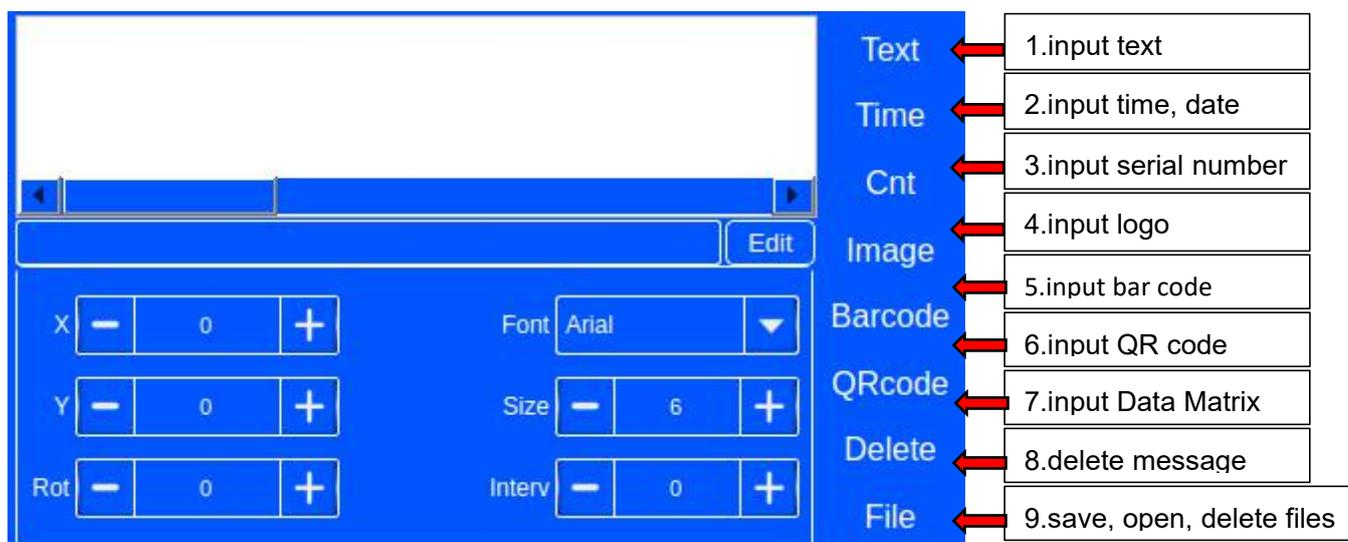 Text
1.input text
Time
2.input time, date
Cnt
3.input serial number
Image
4.input logo
Barcode
5.input bar code
QRcode
6.input QR code
7.input Data Matrix
Delete
8.delete message
File
9.save, open, delete files
Edit
X 0
Font Arial
Y 0
Size 6
Rot 0
Interv 0